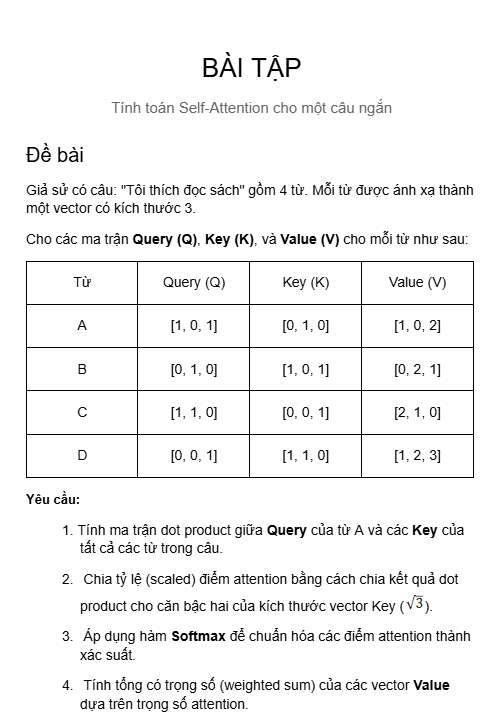 BÀI TẬP
Tính toán Self-Attention cho một câu ngắn
Đề bài
Giả sử có câu: "Tôi thích đọc sách" gồm 4 từ. Mỗi từ được ánh xạ thành
một vector có kích thước 3.
Cho các ma trận Query (Q), Key (K), và Value (V) cho mỗi từ như sau:
Từ Query (Q) Key (K) Value (V)
A [1, 0, 1] [0, 1, 0] [1, 0, 2]
B [0, 1, 0] [1, 0, 1] [0, 2, 1]
C [1, 1, 0] [0, 0, 1] [2, 1, 0]
D [0, 0, 1] [1, 1, 0] [1, 2, 3]
Yêu cầu:
1. Tính ma trận dot product giữa Query của từ A và các Key của
tất cả các từ trong câu.
2. Chia tỷ lệ (scaled) điểm attention bằng cách chia kết quả dot
product cho căn bậc hai của kích thước vector Key (√3).
3. Áp dụng hàm Softmax để chuẩn hóa các điểm attention thành
xác suất.
4. Tính tổng có trọng số (weighted sum) của các vector Value
dựa trên trọng số attention.